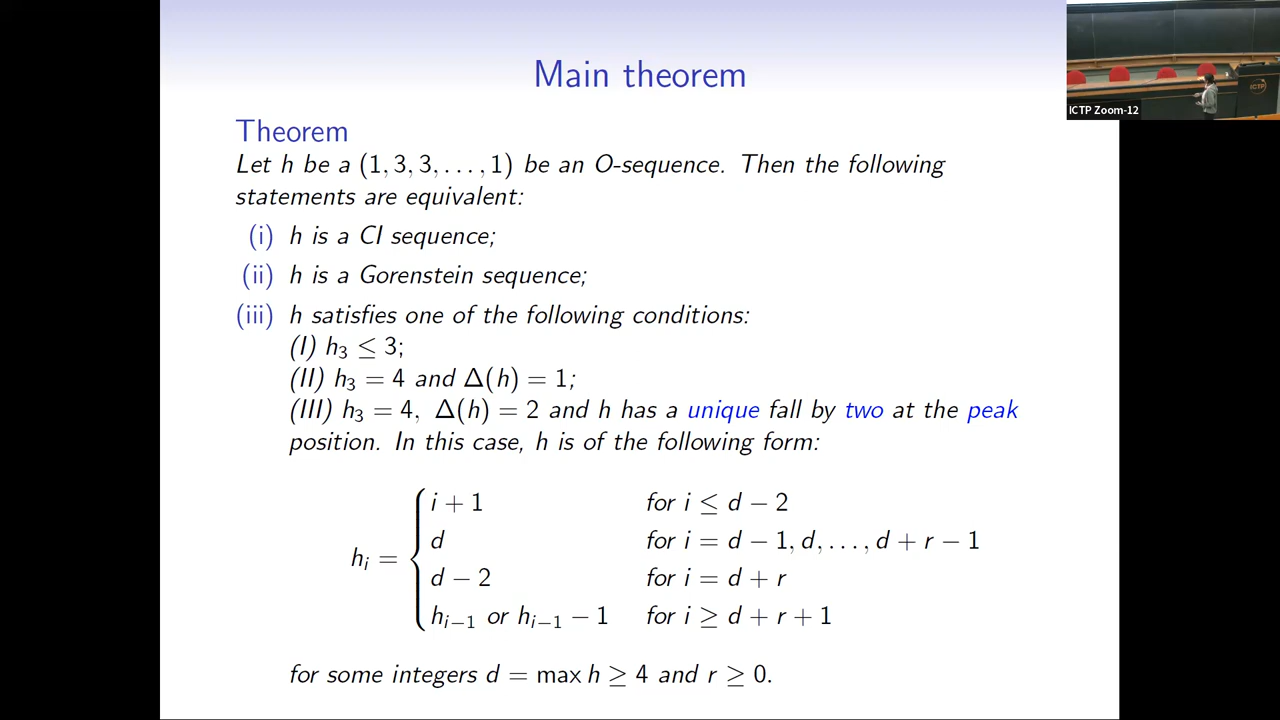 Main theorem
ICTP Zoom-12
ICTP
Theorem
Let h be a (1, 3, 3, . . . , 1) be an O-sequence. Then the following
statements are equivalent:
(i) h is a CI sequence;
(ii) h is a Gorenstein sequence;
(iii) h satisfies one of the following conditions:
(I) h₃ ≤ 3;
(II) h₃ = 4 and Δ(h) = 1;
(III) h₃ = 4, Δ(h) = 2 and h has a unique fall by two at the peak
position. In this case, h is of the following form:
hᵢ = { i + 1 for i ≤ d − 2
d for i = d − 1, d, . . . , d + r − 1
d − 2 for i = d + r
hᵢ₋₁ or hᵢ₋₁ − 1 for i ≥ d + r + 1
for some integers d = max h ≥ 4 and r ≥ 0.